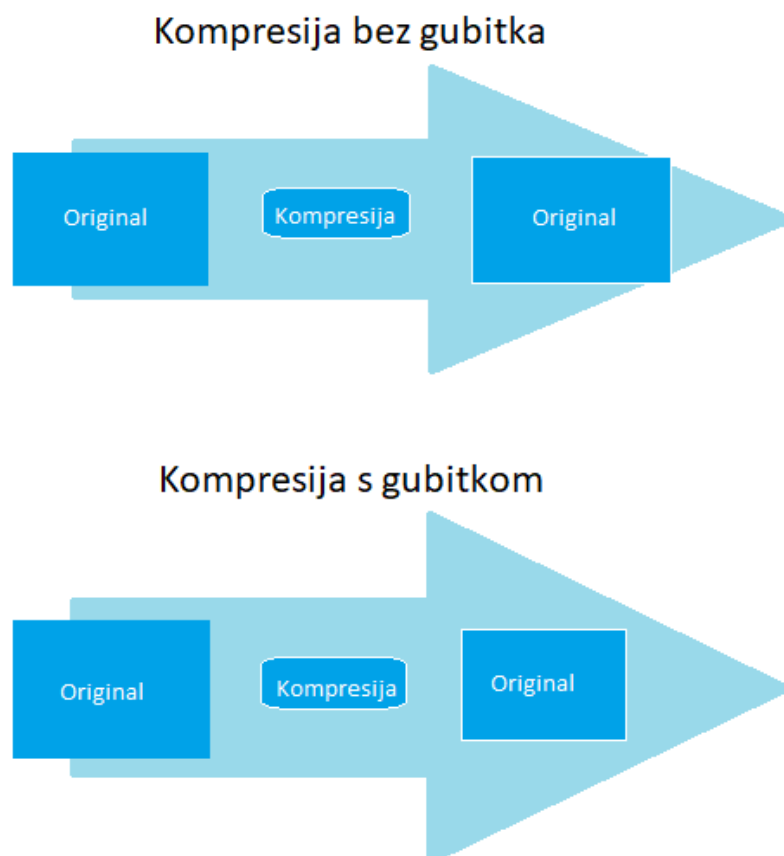 Kompresija bez gubitka
Original
Kompresija
Original
Kompresija s gubitkom
Original
Kompresija
Original